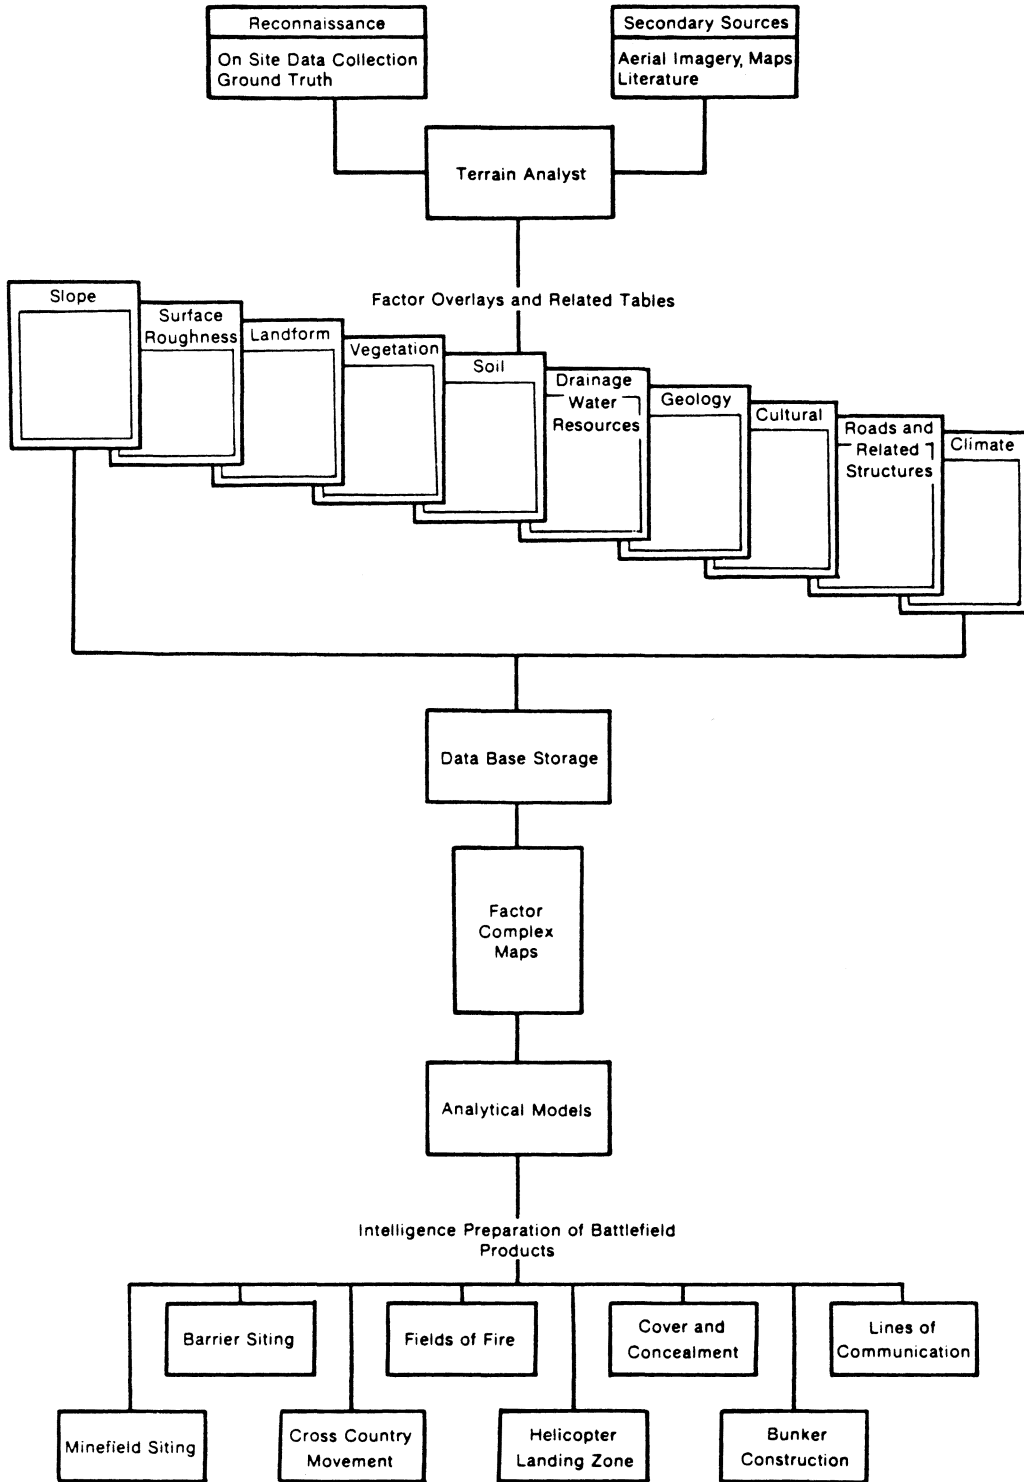 Reconnaissance
On Site Data Collection
Ground Truth
Secondary Sources
Aerial Imagery, Maps
Literature
Terrain Analyst
Factor Overlays and Related Tables
Slope
Surface
Roughness
Landform
Vegetation
Soil
Drainage
Water
Resources
Geology
Cultural
Roads and
Related
Structures
Climate
Data Base Storage
Factor
Complex
Maps
Analytical Models
Intelligence Preparation of Battlefield
Products
Barrier Siting
Fields of Fire
Cover and
Concealment
Lines of
Communication
Minefield Siting
Cross Country
Movement
Helicopter
Landing Zone
Bunker
Construction